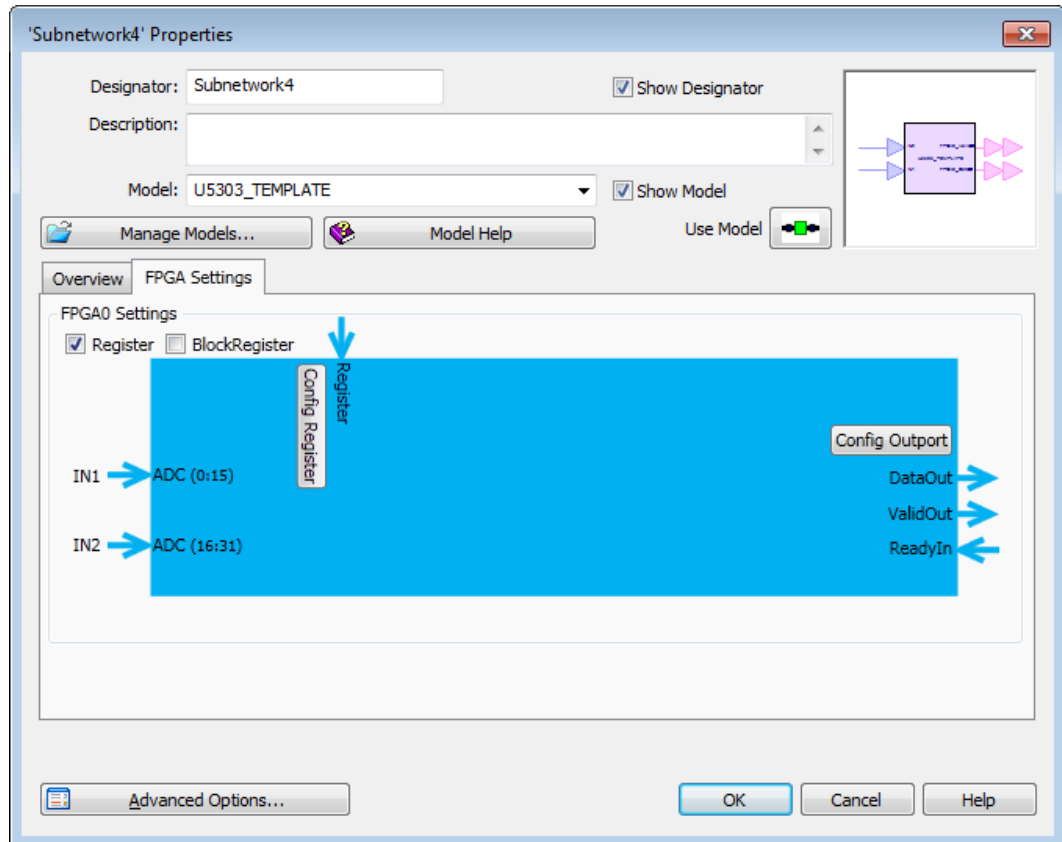 'Subnetwork4' Properties
Designator: Subnetwork4
Show Designator
Description:
Model: U5303_TEMPLATE
Show Model
Manage Models...
Model Help
Use Model
Overview
FPGA Settings
FPGA0 Settings
Register
BlockRegister
Config Register
Register
Config Outport
IN1
ADC (0:15)
DataOut
ValidOut
IN2
ADC (16:31)
ReadyIn
Advanced Options...
OK
Cancel
Help